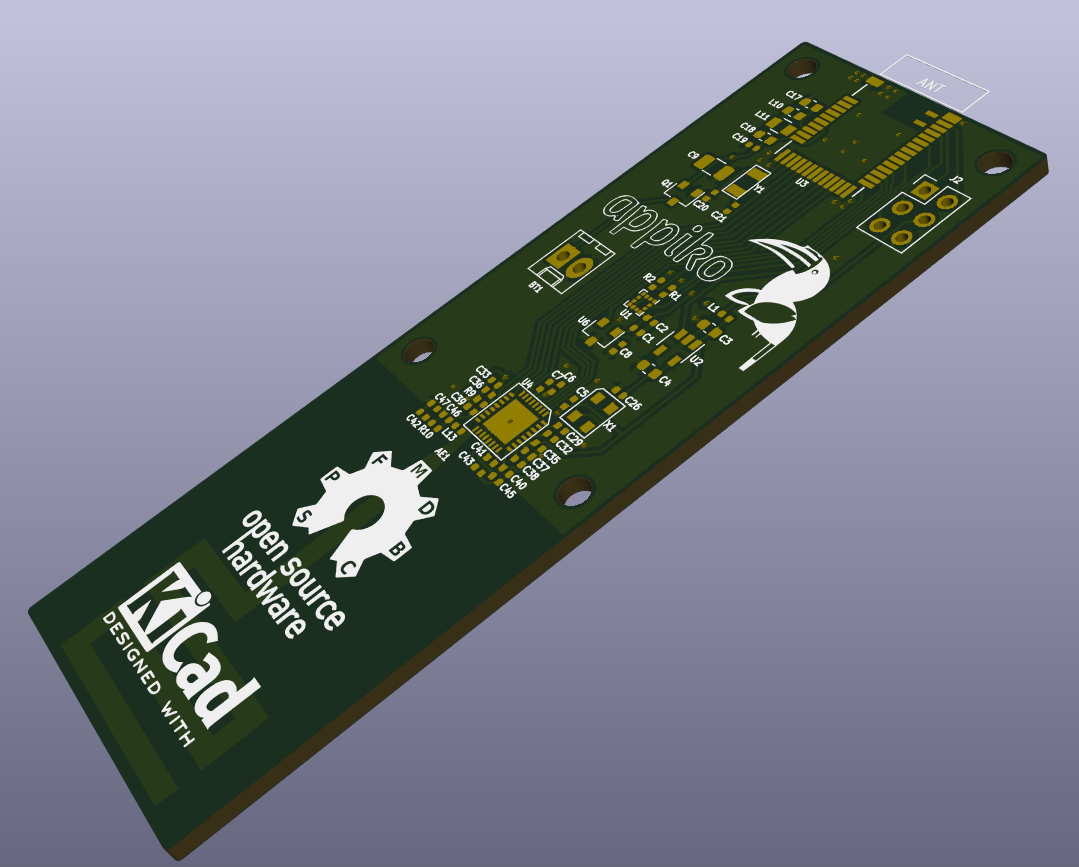 ANT
C17
L10
L11
C18
C19
C9
Y1
U3
J2
Q1
C20
C21
appiko
BT1
R2
R1
U1
L1
U6
C2
C1
C3
C8
U2
C4
C33
C36
R9
C39
C47
C46
C42
R10
L13
U4
C7
C6
C5
C26
X1
C29
C32
C35
C37
C38
C40
C45
C41
C43
AE1
S P F M D B C
open source
hardware
KiCad
DESIGNED WITH